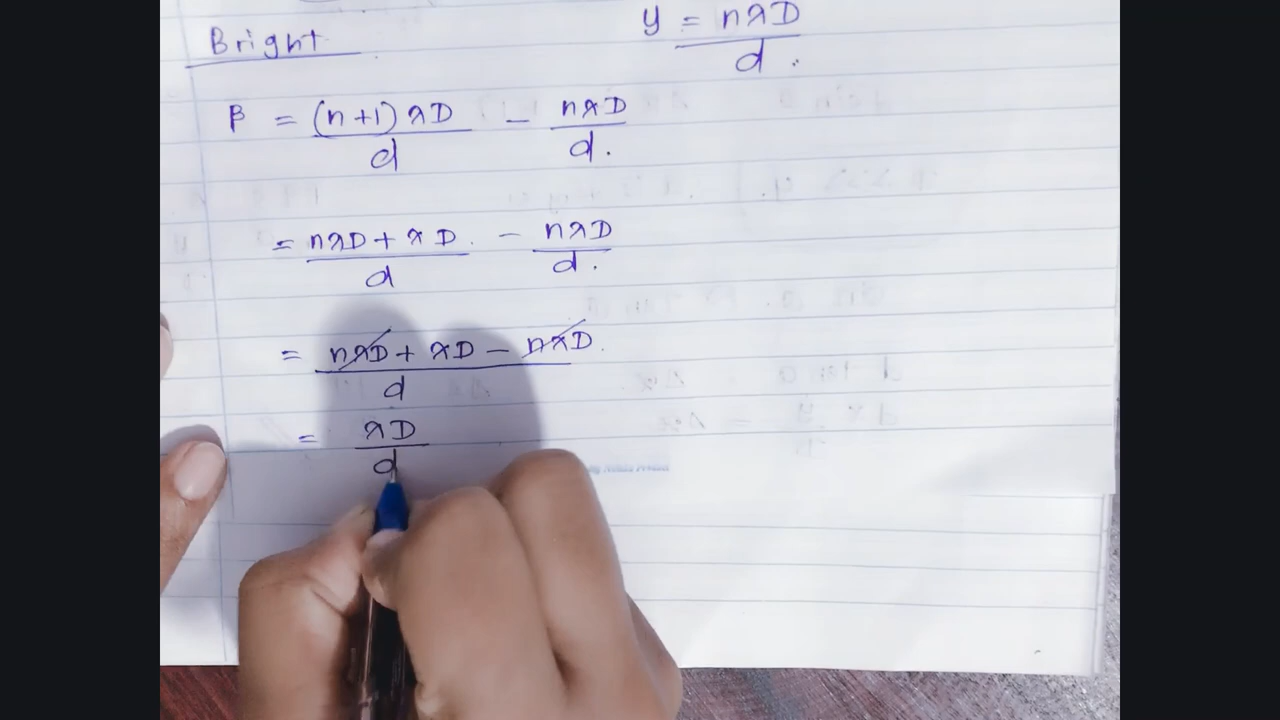 Bright
y = nλD/d.
β = (n+1)λD/d - nλD/d.
= nλD + λD./d - nλD/d.
= nλD + λD - nλD./d
= λD/d